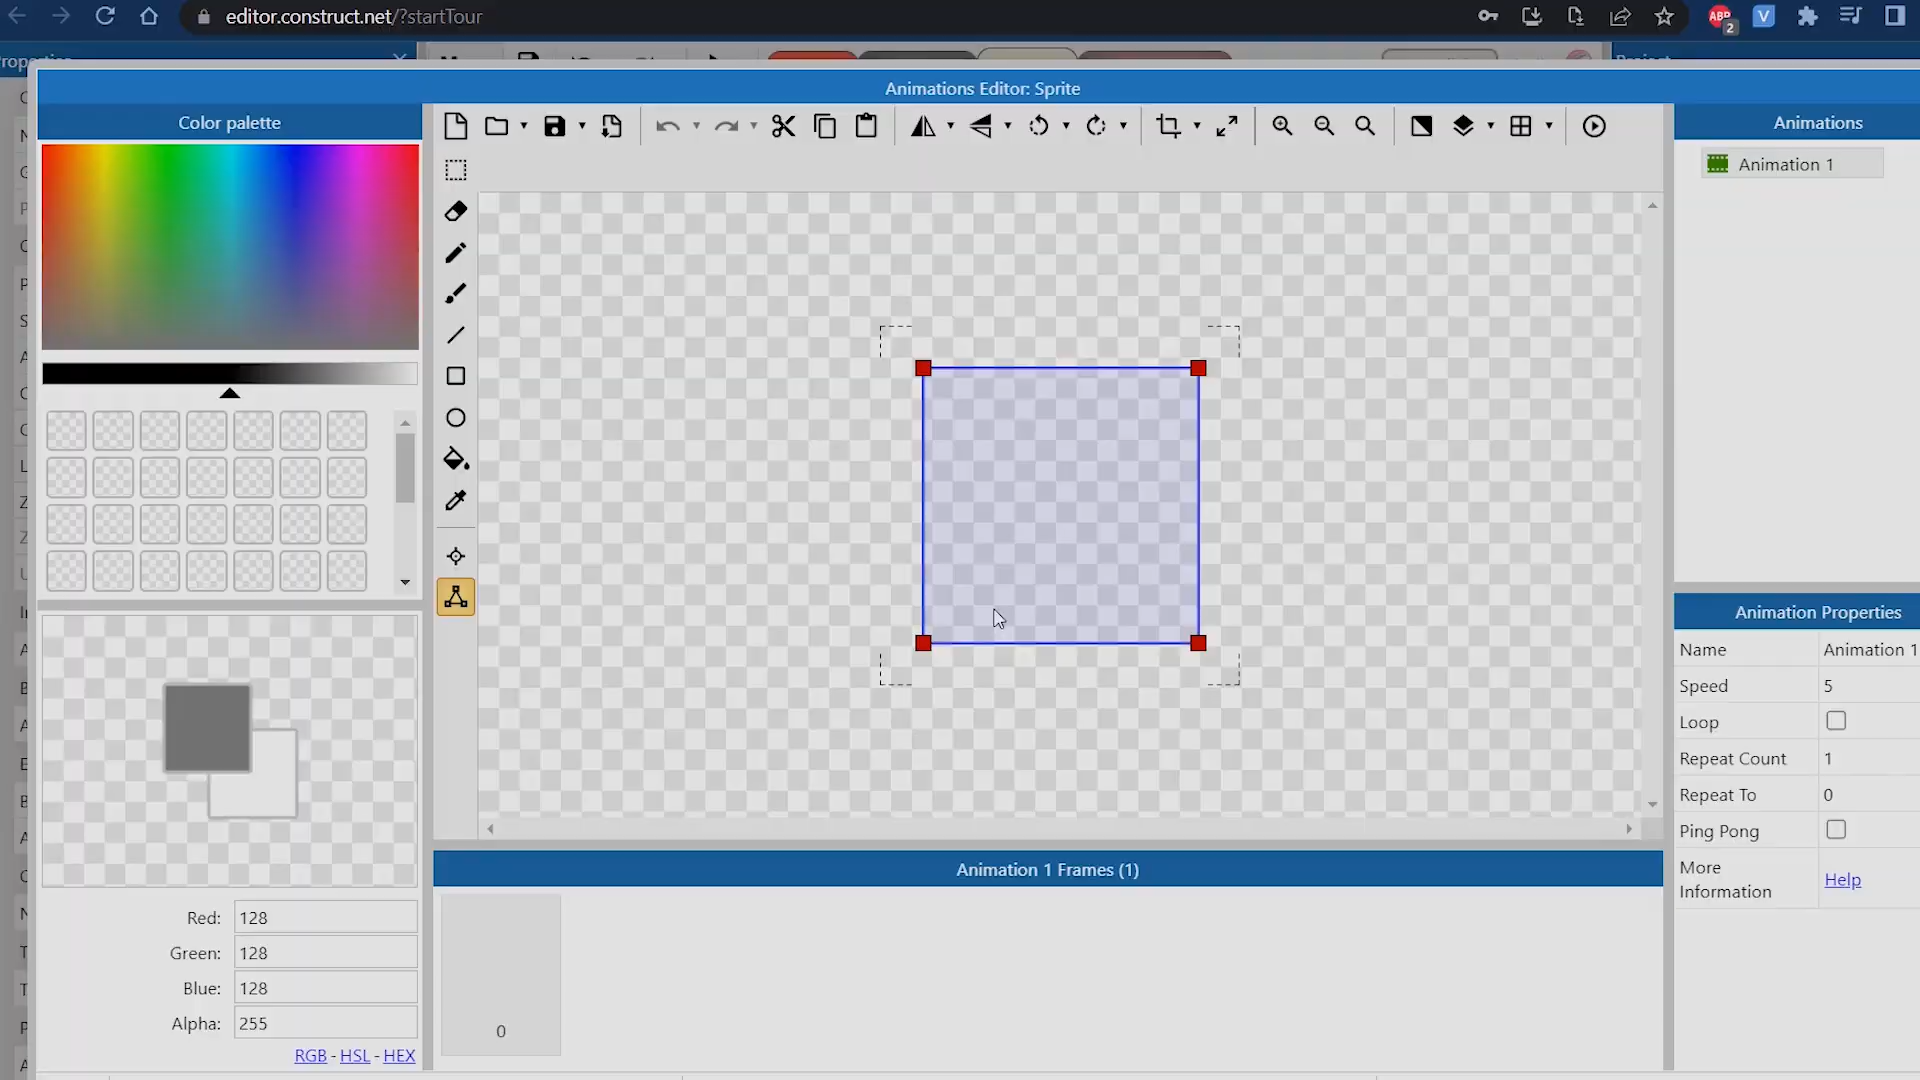 editor.construct.net/?startTour
ABP
2
V
Animations Editor: Sprite
Color palette
Animations
Animation 1
Animation Properties
Name Animation 1
Speed 5
Loop
Repeat Count 1
Repeat To 0
Ping Pong
More Information Help
Animation 1 Frames (1)
0
Red: 128
Green: 128
Blue: 128
Alpha: 255
RGB - HSL - HEX